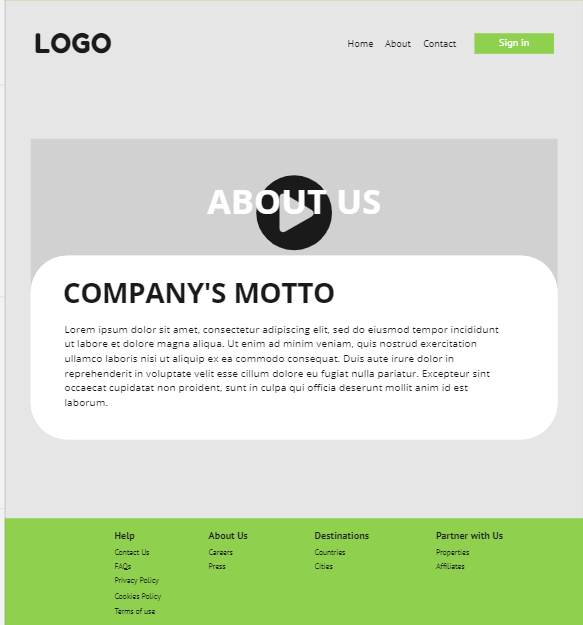 LOGO
Home About Contact Sign in
ABOUT US
COMPANY'S MOTTO
Lorem ipsum dolor sit amet, consectetur adipiscing elit, sed do eiusmod tempor incididunt
ut labore et dolore magna aliqua. Ut enim ad minim veniam, quis nostrud exercitation
ullamco laboris nisi ut aliquip ex ea commodo consequat. Duis aute irure dolor in
reprehenderit in voluptate velit esse cillum dolore eu fugiat nulla pariatur. Excepteur sint
occaecat cupidatat non proident, sunt in culpa qui officia deserunt mollit anim id est
laborum.
Help
Contact Us
FAQs
Privacy Policy
Cookies Policy
Terms of use
About Us
Careers
Press
Destinations
Countries
Cities
Partner with Us
Properties
Affiliates